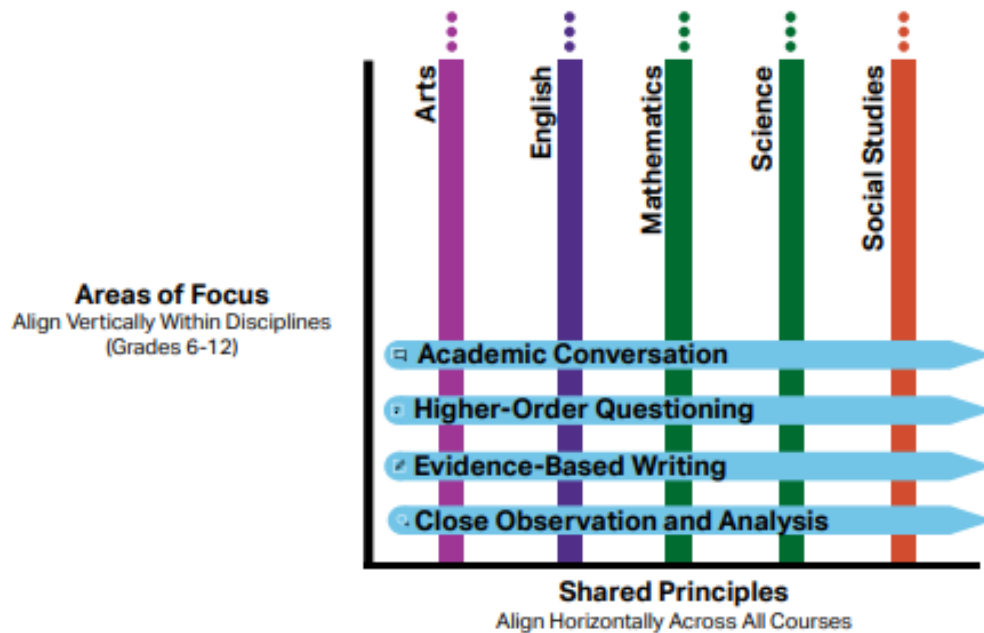 Arts
English
Mathematics
Science
Social Studies
Areas of Focus
Align Vertically Within Disciplines
(Grades 6-12)
Academic Conversation
Higher-Order Questioning
Evidence-Based Writing
Close Observation and Analysis
Shared Principles
Align Horizontally Across All Courses